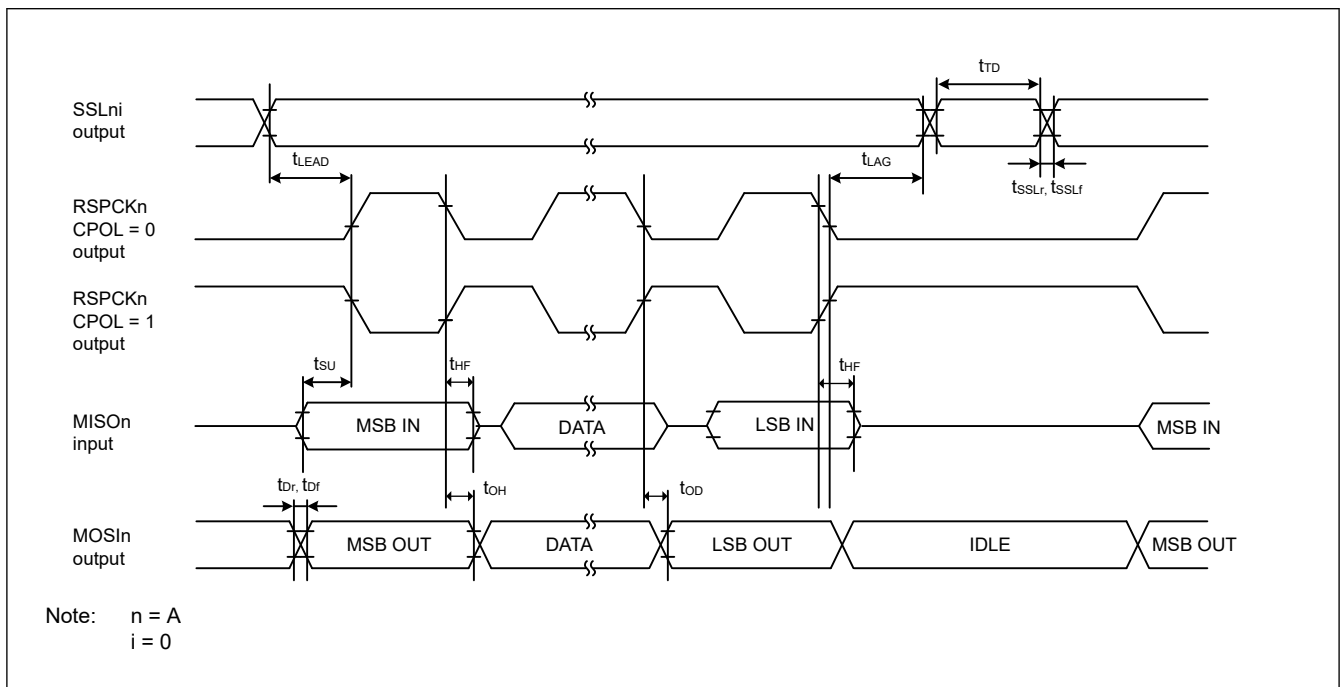 tTD
SSLni
output
tLEAD
tLAG
tSSLr, tSSLf
RSPCKn
CPOL = 0
output
RSPCKn
CPOL = 1
output
tSU
tHF
tHF
MISOn
input
MSB IN
DATA
LSB IN
MSB IN
tDr, tDf
tOH
tOD
MOSIn
output
MSB OUT
DATA
LSB OUT
IDLE
MSB OUT
Note: n = A
i = 0